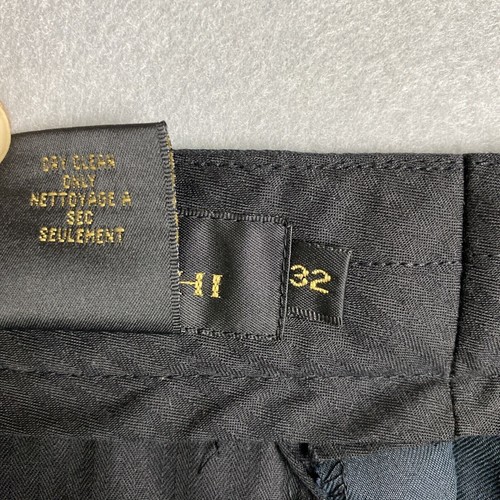 DRY CLEAN
ONLY
NETTOYAGE A
SEC
SEULEMENT
HI
32